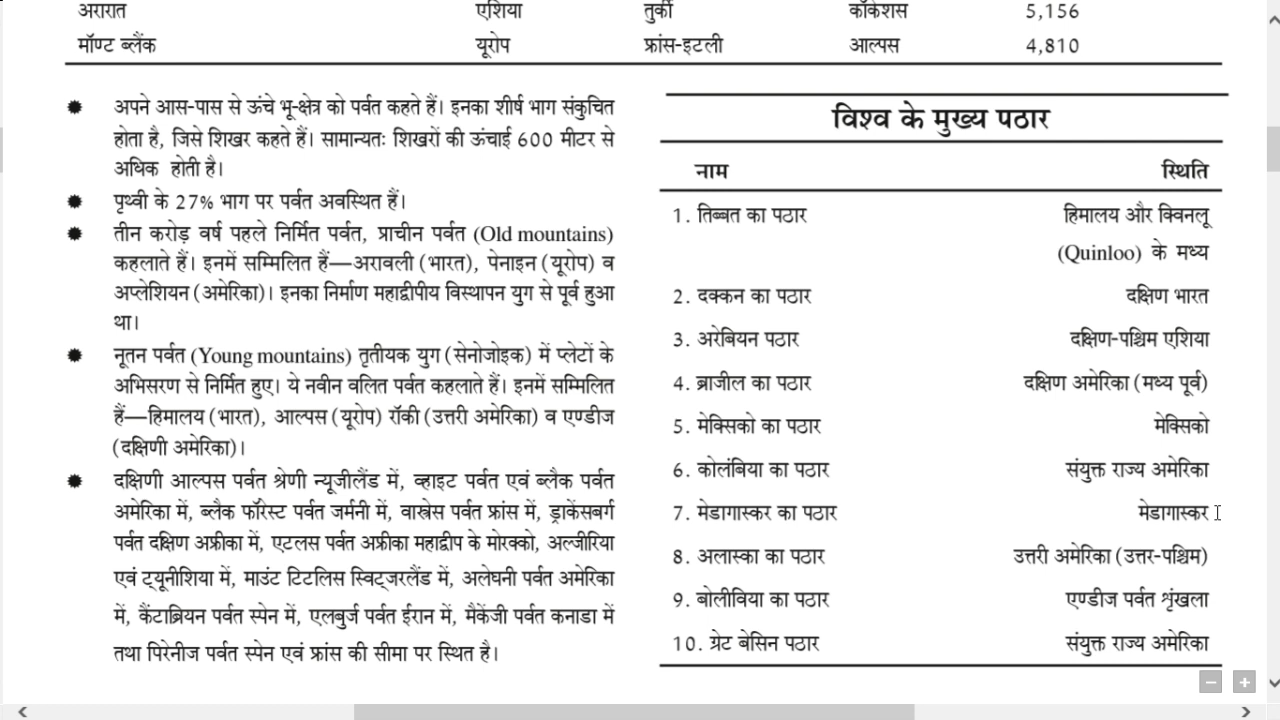 अरारात एशिया तुर्की कॉकेशस 5,156
मॉण्ट ब्लैंक यूरोप फ्रांस-इटली आल्पस 4,810
● अपने आस-पास से ऊंचे भू-क्षेत्र को पर्वत कहते हैं। इनका शीर्ष भाग संकुचित
होता है, जिसे शिखर कहते हैं। सामान्यतः शिखरों की ऊंचाई 600 मीटर से
अधिक होती है।
● पृथ्वी के 27% भाग पर पर्वत अवस्थित हैं।
● तीन करोड़ वर्ष पहले निर्मित पर्वत, प्राचीन पर्वत (Old mountains)
कहलाते हैं। इनमें सम्मिलित हैं—अरावली (भारत), पेनाइन (यूरोप) व
अप्लेशियन (अमेरिका)। इनका निर्माण महाद्वीपीय विस्थापन युग से पूर्व हुआ
था।
● नूतन पर्वत (Young mountains) तृतीयक युग (सेनोजोइक) में प्लेटों के
अभिसरण से निर्मित हुए। ये नवीन वलित पर्वत कहलाते हैं। इनमें सम्मिलित
हैं—हिमालय (भारत), आल्पस (यूरोप) रॉकी (उत्तरी अमेरिका) व एण्डीज
(दक्षिणी अमेरिका)।
● दक्षिणी आल्पस पर्वत श्रेणी न्यूजीलैंड में, व्हाइट पर्वत एवं ब्लैक पर्वत
अमेरिका में, ब्लैक फॉरेस्ट पर्वत जर्मनी में, वास्त्रेस पर्वत फ्रांस में, ड्राकेंसबर्ग
पर्वत दक्षिण अफ्रीका में, एटलस पर्वत अफ्रीका महाद्वीप के मोरक्को, अल्जीरिया
एवं ट्यूनीशिया में, माउंट टिटलिस स्विट्जरलैंड में, अलेघनी पर्वत अमेरिका
में, कैंटाब्रियन पर्वत स्पेन में, एलबुर्ज पर्वत ईरान में, मैकेंजी पर्वत कनाडा में
तथा पिरेनीज पर्वत स्पेन एवं फ्रांस की सीमा पर स्थित है।
विश्व के मुख्य पठार
नाम स्थिति
1. तिब्बत का पठार हिमालय और क्विनलू
(Quinloo) के मध्य
2. दक्कन का पठार दक्षिण भारत
3. अरेबियन पठार दक्षिण-पश्चिम एशिया
4. ब्राजील का पठार दक्षिण अमेरिका (मध्य पूर्व)
5. मेक्सिको का पठार मेक्सिको
6. कोलंबिया का पठार संयुक्त राज्य अमेरिका
7. मेडागास्कर का पठार मेडागास्कर
8. अलास्का का पठार उत्तरी अमेरिका (उत्तर-पश्चिम)
9. बोलीविया का पठार एण्डीज पर्वत शृंखला
10. ग्रेट बेसिन पठार संयुक्त राज्य अमेरिका